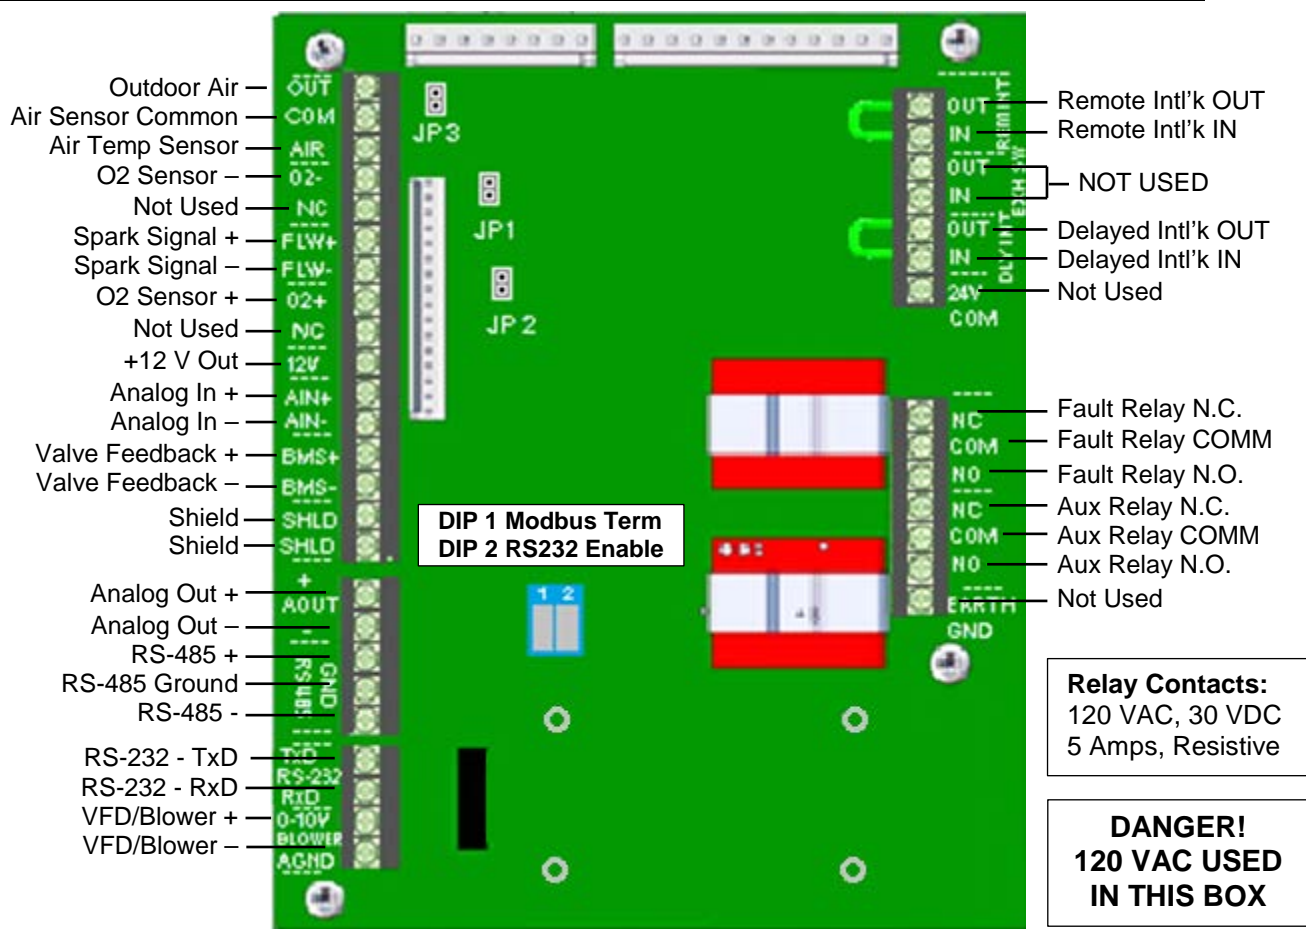 Outdoor Air
Air Sensor Common
Air Temp Sensor
O2 Sensor –
Not Used
Spark Signal +
Spark Signal –
O2 Sensor +
Not Used
+12 V Out
Analog In +
Analog In –
Valve Feedback +
Valve Feedback –
Shield
Shield
Analog Out +
Analog Out –
RS-485 +
RS-485 Ground
RS-485 -
RS-232 - TxD
RS-232 - RxD
VFD/Blower +
VFD/Blower –
OUT
COM
AIR
O2-
NC
FLW+
FLW-
O2+
NC
12V
AIN+
AIN-
BMS+
BMS-
SHLD
SHLD
+
AOUT
-
GND
RS485
TxD
RS-232
RxD
0-10V
BLOWER
AGND
JP3
JP1
JP 2
DIP 1 Modbus Term
DIP 2 RS232 Enable
1 2
OUT
IN
REM INT
OUT
IN
EXH SW
OUT
IN
DLY INT
24V
COM
NC
COM
NO
NC
COM
NO
EARTH
GND
Remote Intl'k OUT
Remote Intl'k IN
NOT USED
Delayed Intl'k OUT
Delayed Intl'k IN
Not Used
Fault Relay N.C.
Fault Relay COMM
Fault Relay N.O.
Aux Relay N.C.
Aux Relay COMM
Aux Relay N.O.
Not Used
Relay Contacts:
120 VAC, 30 VDC
5 Amps, Resistive
DANGER!
120 VAC USED
IN THIS BOX